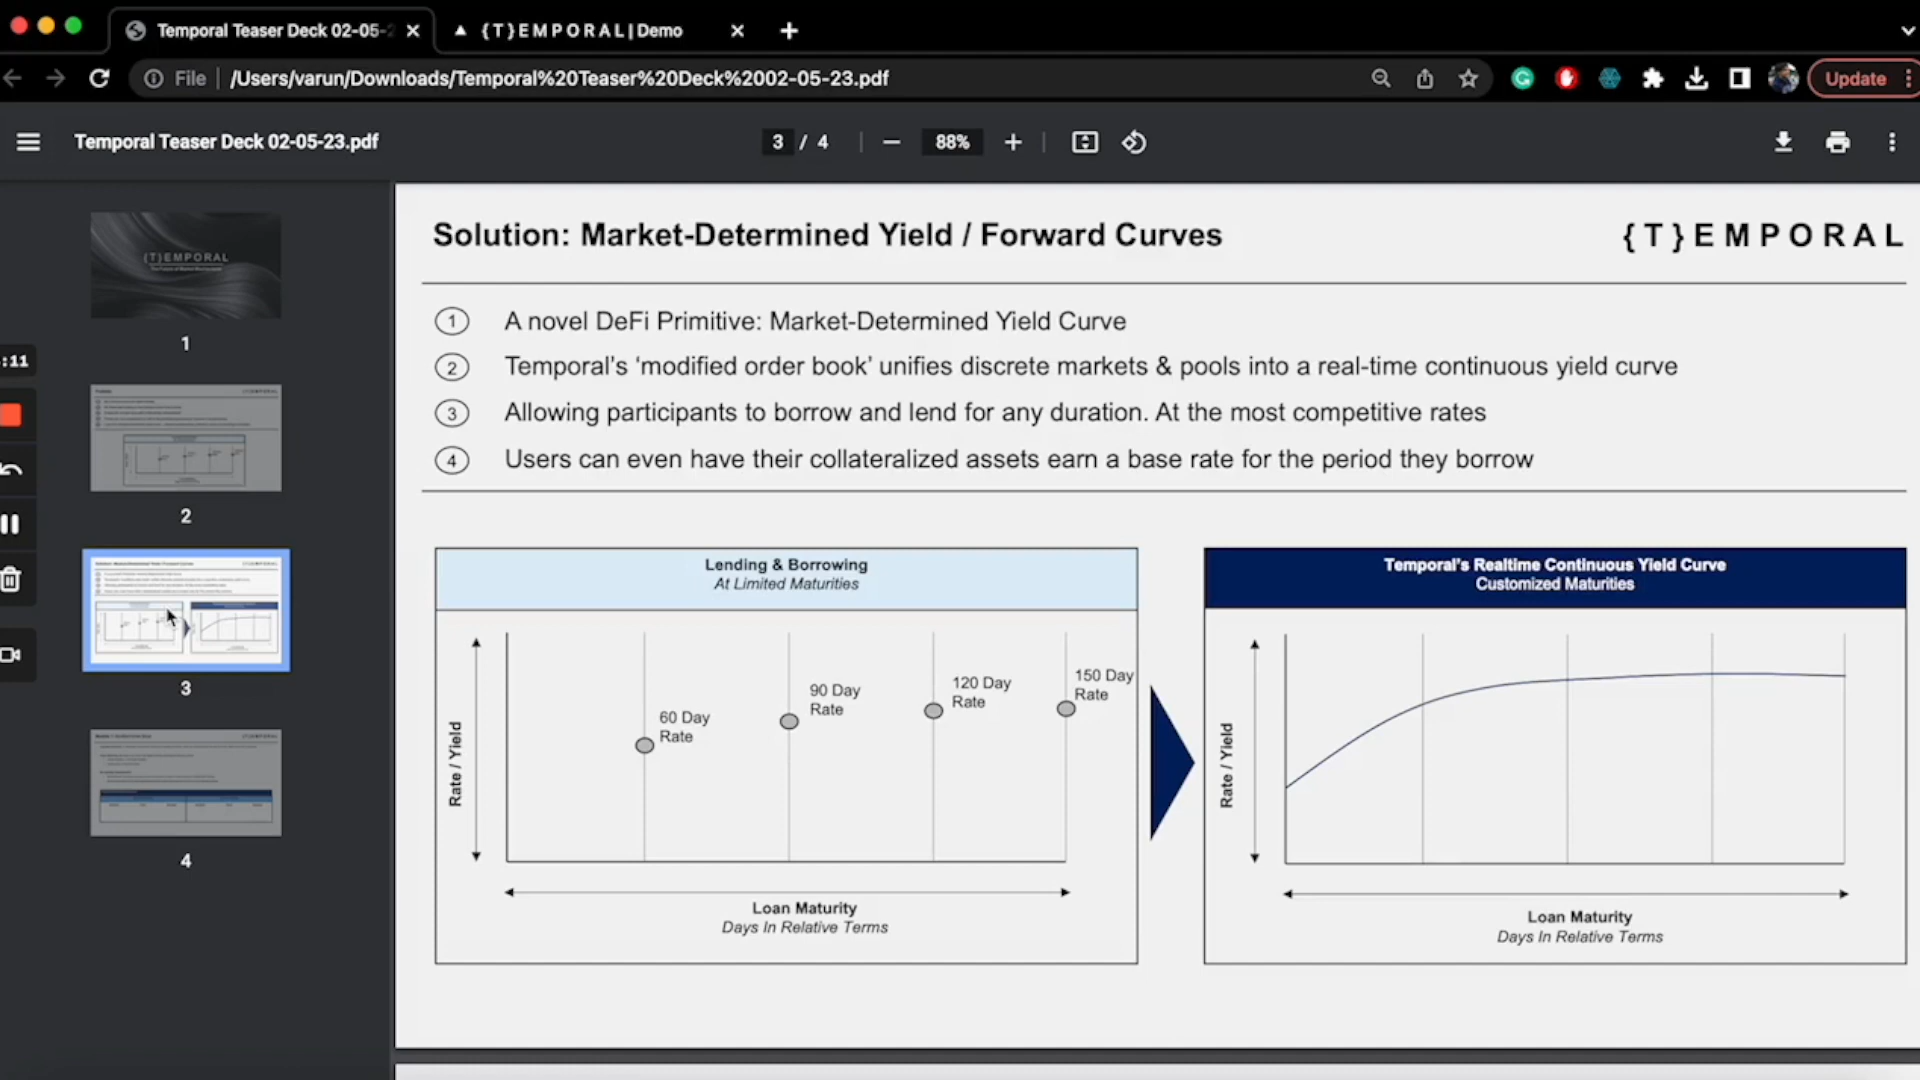 Temporal Teaser Deck 02-05-2
{T}EMPORAL|Demo
File
/Users/varun/Downloads/Temporal%20Teaser%20Deck%2002-05-23.pdf
Update
Temporal Teaser Deck 02-05-23.pdf
3 / 4
88%
Solution: Market-Determined Yield / Forward Curves
{T}EMPORAL
1 A novel DeFi Primitive: Market-Determined Yield Curve
2 Temporal's ‘modified order book’ unifies discrete markets & pools into a real-time continuous yield curve
3 Allowing participants to borrow and lend for any duration. At the most competitive rates
4 Users can even have their collateralized assets earn a base rate for the period they borrow
Lending & Borrowing
At Limited Maturities
Rate / Yield
60 Day
Rate
90 Day
Rate
120 Day
Rate
150 Day
Rate
Loan Maturity
Days In Relative Terms
Temporal's Realtime Continuous Yield Curve
Customized Maturities
Rate / Yield
Loan Maturity
Days In Relative Terms
{T}EMPORAL
1
2
3
4
:11